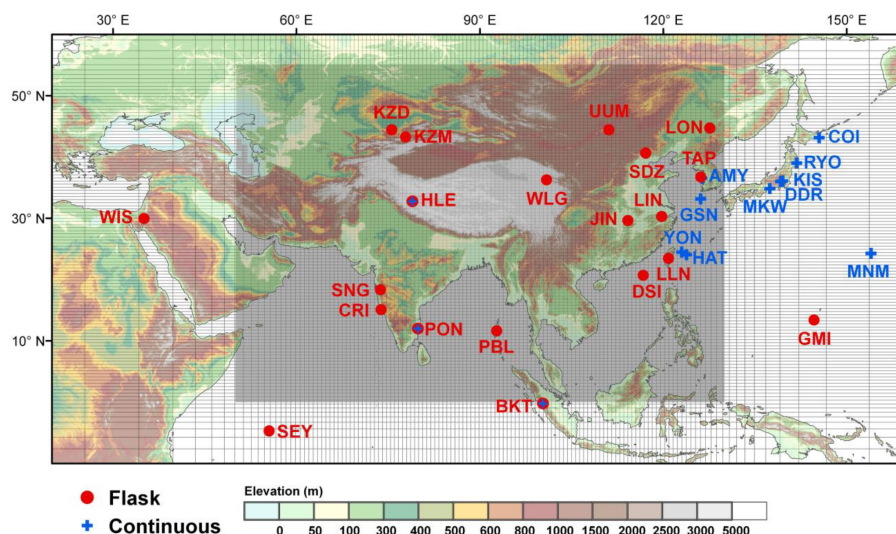 30° E 60° E 90° E 120° E 150° E
50° N
30° N
10° N
KZD
KZM
UUM
LON
COI
TAP
AMY
RYO
SDZ
KIS
HLE
WLG
LIN
DDR
MKW
WIS
JIN
GSN
YON
HAT
LLN
MNM
SNG
DSI
CRI
PON
PBL
GMI
BKT
SEY
Flask
Continuous
Elevation (m)
0 50 100 300 400 500 600 800 1000 1500 2000 2500 3000 5000